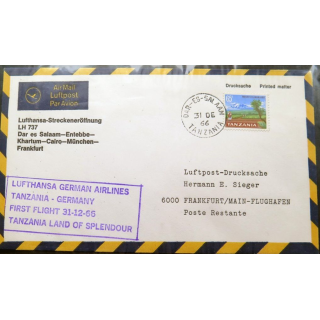 Air Mail
Luftpost
Par Avion
Drucksache Printed matter
Lufthansa-Streckeneröffnung
LH 737
Dar es Salaam–Entebbe–
Khartum–Cairo–München–
Frankfurt
DAR-ES-SALAAM
31 DE
66
TANZANIA
TANZANIA
LUFTHANSA GERMAN AIRLINES
TANZANIA - GERMANY
FIRST FLIGHT 31-12-66
TANZANIA LAND OF SPLENDOUR
Luftpost-Drucksache
Hermann E. Sieger
6000 FRANKFURT/MAIN-FLUGHAFEN
Poste Restante